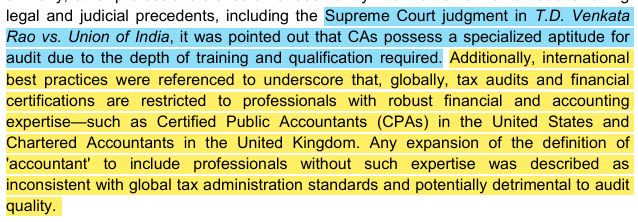 legal and judicial precedents, including the Supreme Court judgment in T.D. Venkata
Rao vs. Union of India, it was pointed out that CAs possess a specialized aptitude for
audit due to the depth of training and qualification required. Additionally, international
best practices were referenced to underscore that, globally, tax audits and financial
certifications are restricted to professionals with robust financial and accounting
expertise—such as Certified Public Accountants (CPAs) in the United States and
Chartered Accountants in the United Kingdom. Any expansion of the definition of
'accountant' to include professionals without such expertise was described as
inconsistent with global tax administration standards and potentially detrimental to audit
quality.